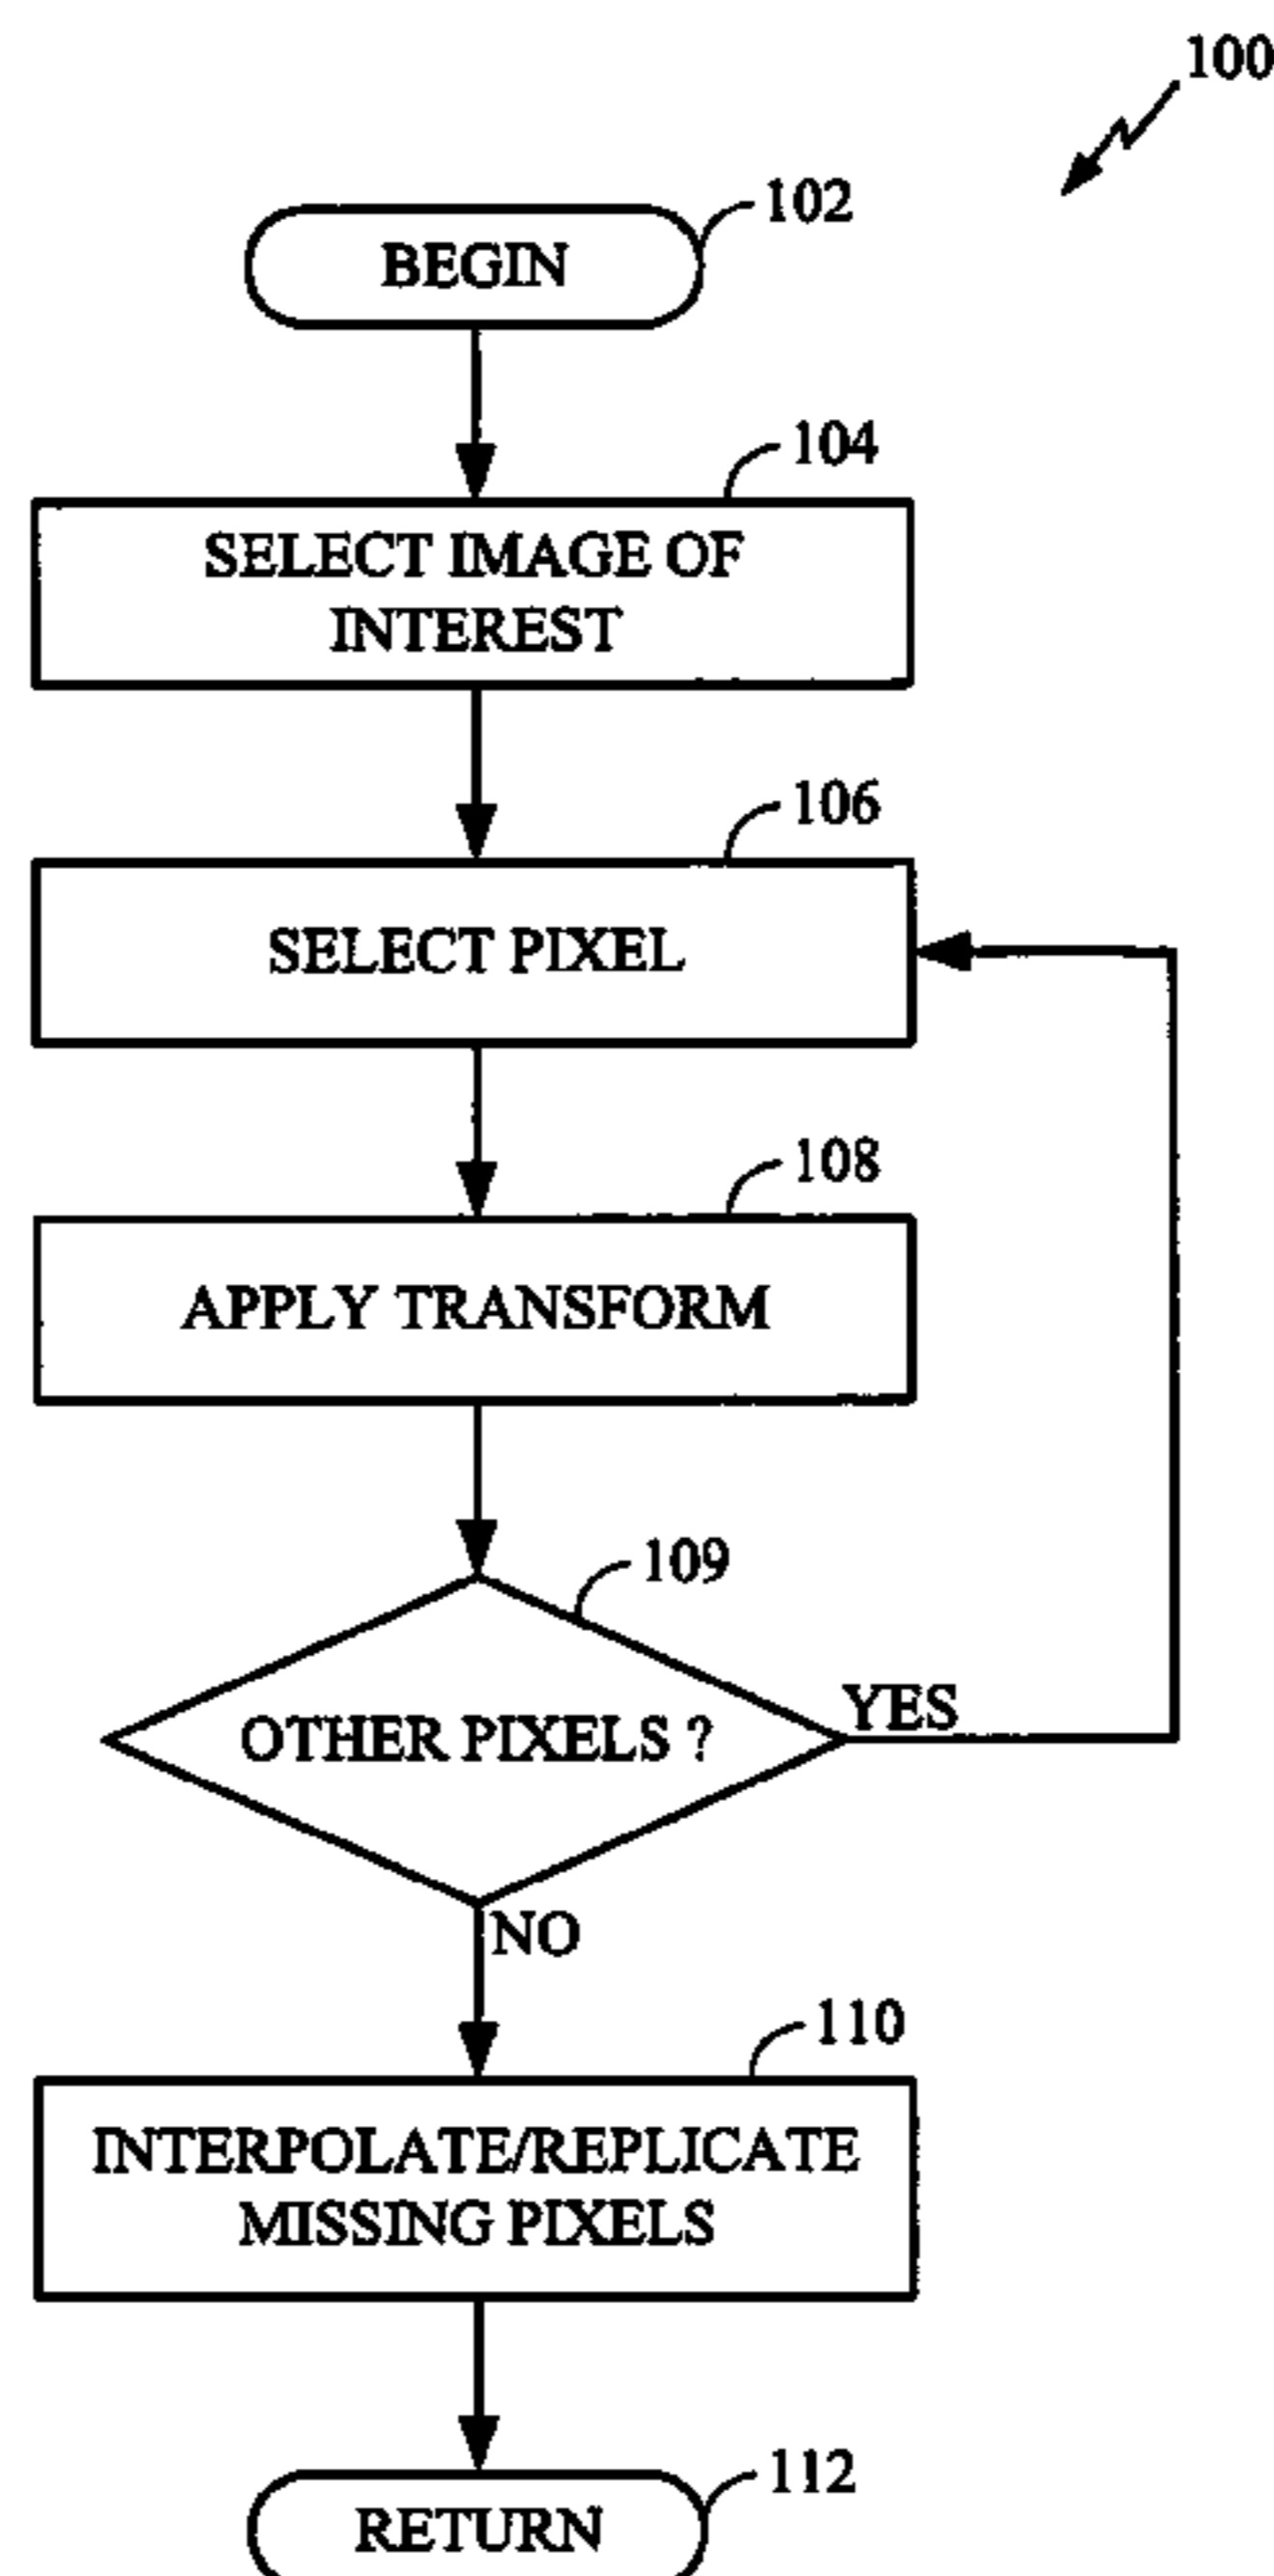 100
102
BEGIN
104
SELECT IMAGE OF
INTEREST
106
SELECT PIXEL
108
APPLY TRANSFORM
109
OTHER PIXELS ?
YES
NO
110
INTERPOLATE/REPLICATE
MISSING PIXELS
112
RETURN